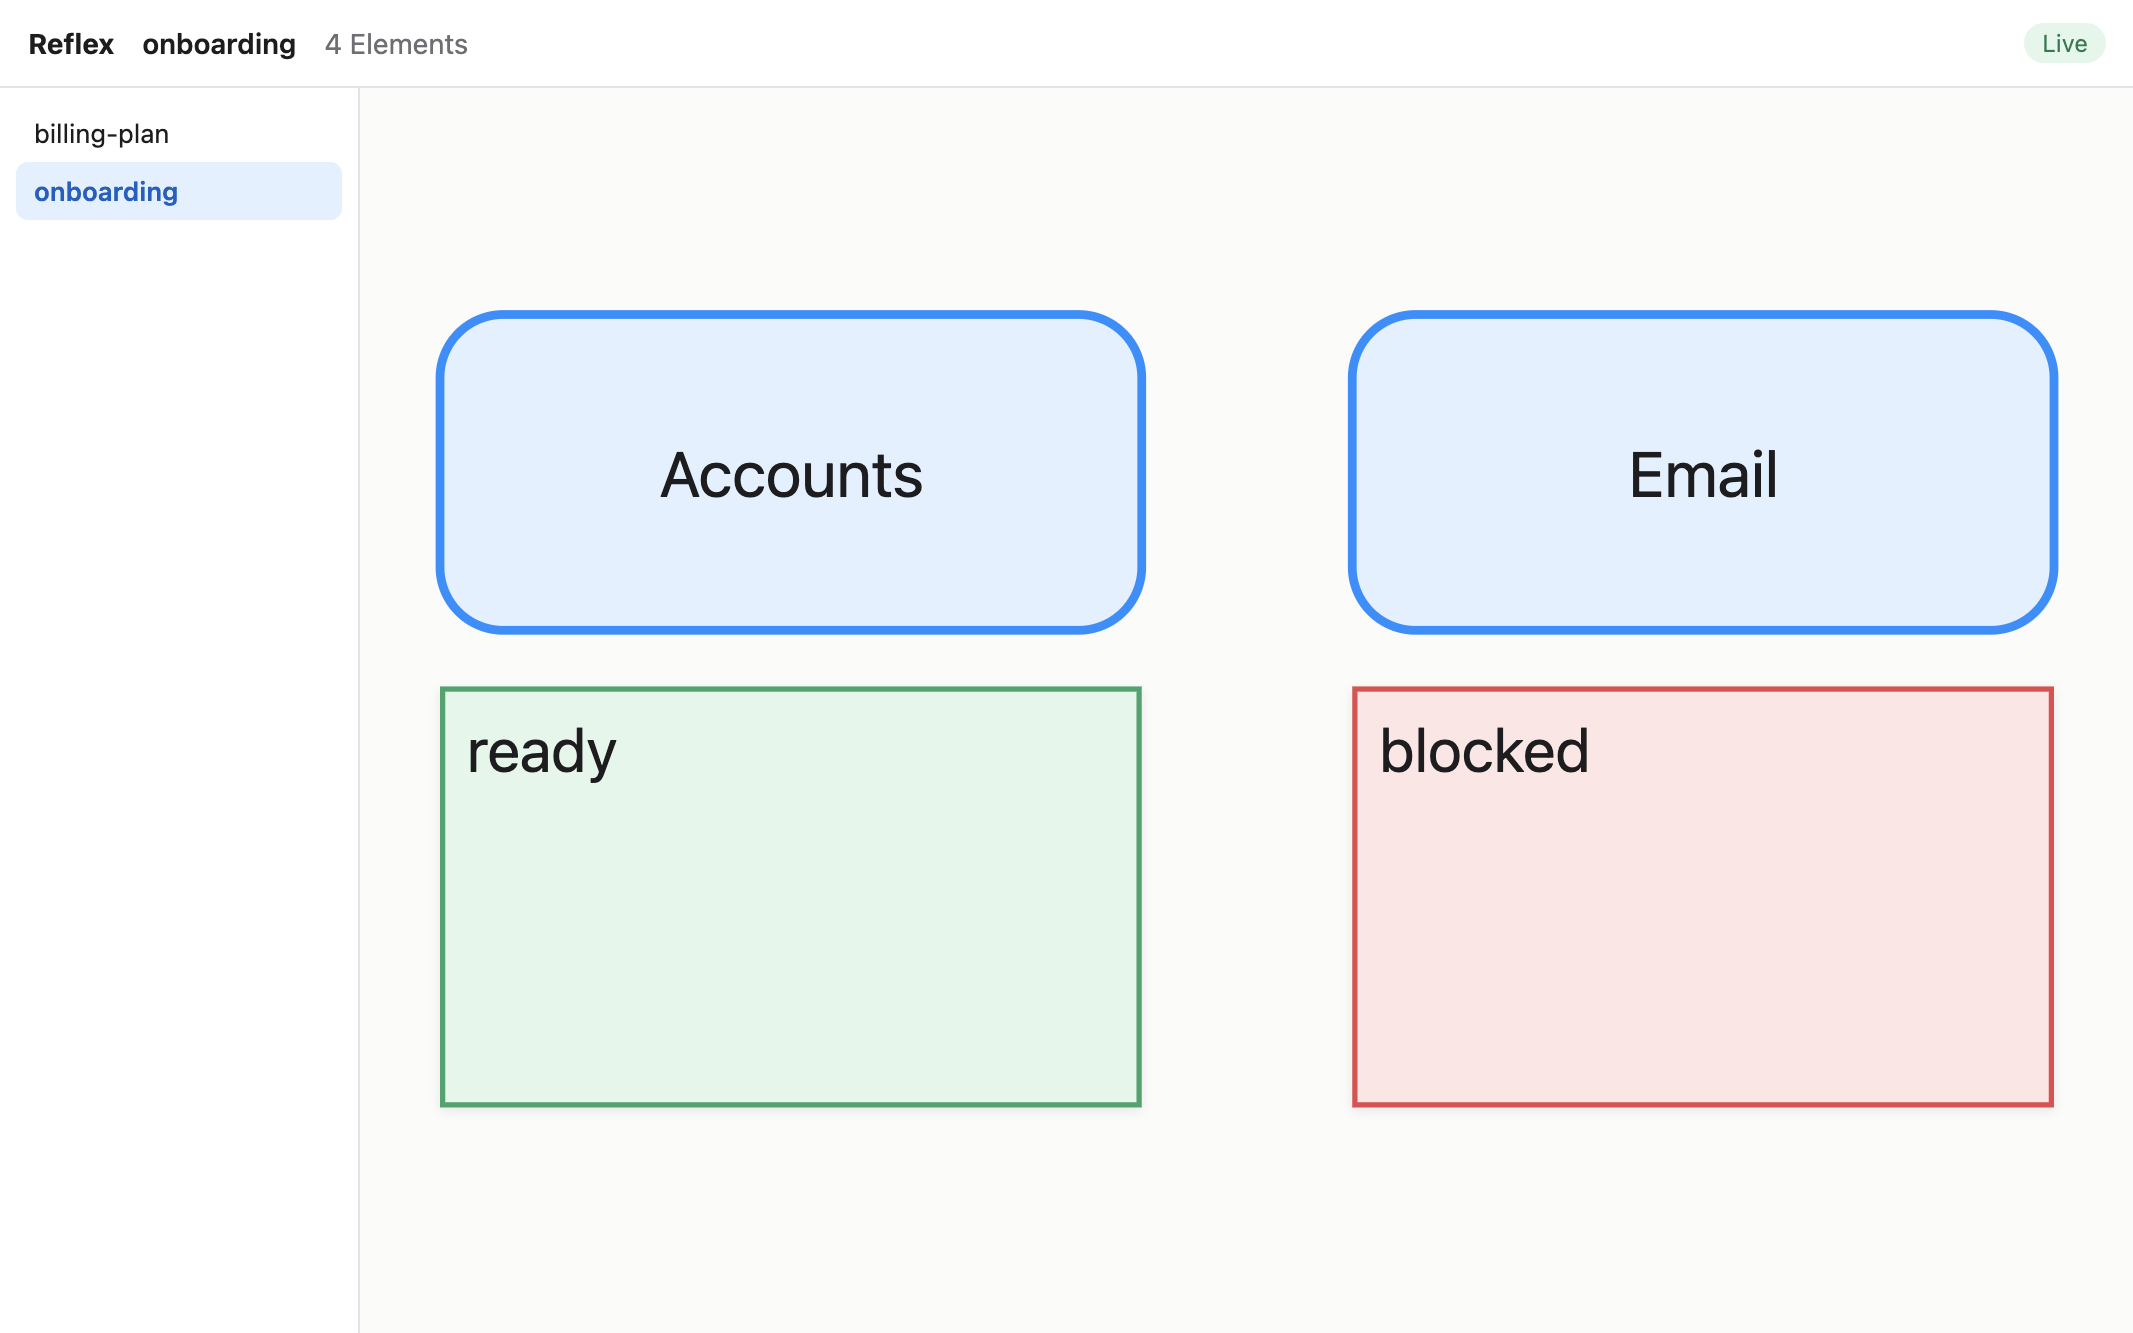 Reflex onboarding 4 Elements Live
billing-plan
onboarding
Accounts Email
ready blocked